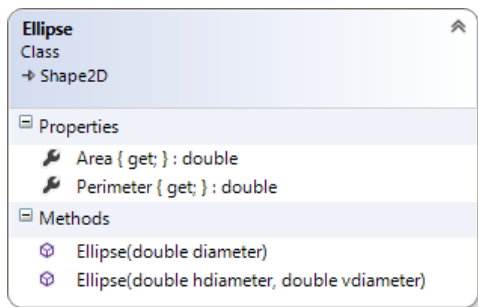 Ellipse
Class
Shape2D
Properties
Area { get; } : double
Perimeter { get; } : double
Methods
Ellipse(double diameter)
Ellipse(double hdiameter, double vdiameter)